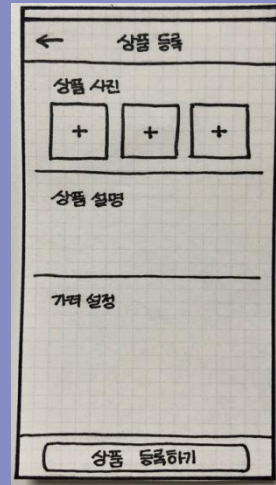 ← 상품 등록
상품 사진
+ + +
상품 설명
가격 설정
상품 등록하기